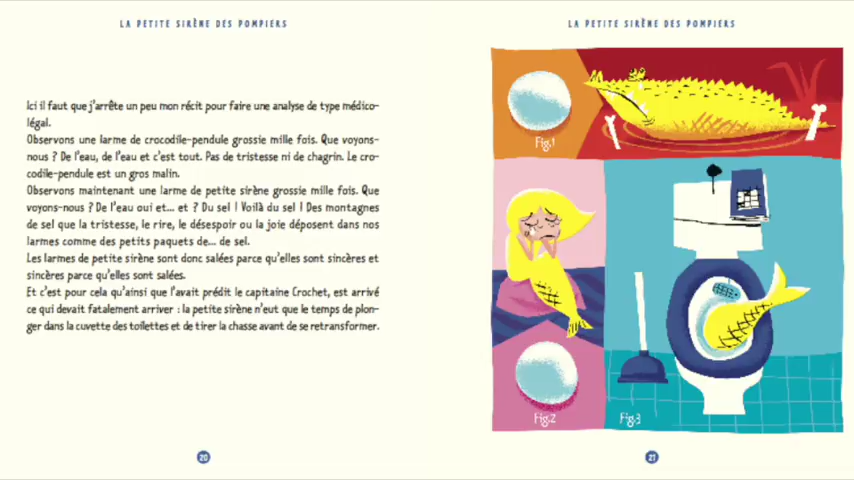 LA PETITE SIRÈNE DES POMPIERS
Ici il faut que j'arrête un peu mon récit pour faire une analyse de type médico-
légal.
Observons une larme de crocodile-pendule grossie mille fois. Que voyons-
nous ? De l'eau, de l'eau et c'est tout. Pas de tristesse ni de chagrin. Le cro-
codile-pendule est un gros malin.
Observons maintenant une larme de petite sirène grossie mille fois. Que
voyons-nous ? De l'eau oui et... et ? Du sel ! Voilà du sel ! Des montagnes
de sel que la tristesse, le rire, le désespoir ou la joie déposent dans nos
larmes comme des petits paquets de... de sel.
Les larmes de petite sirène sont donc salées parce qu'elles sont sincères et
sincères parce qu'elles sont salées.
Et c'est pour cela qu'ainsi que l'avait prédit le capitaine Crochet, est arrivé
ce qui devait fatalement arriver : la petite sirène n'eut que le temps de plon-
ger dans la cuvette des toilettes et de tirer la chasse avant de se retransformer.
20
LA PETITE SIRÈNE DES POMPIERS
Fig.1
Fig.2
Fig.3
21